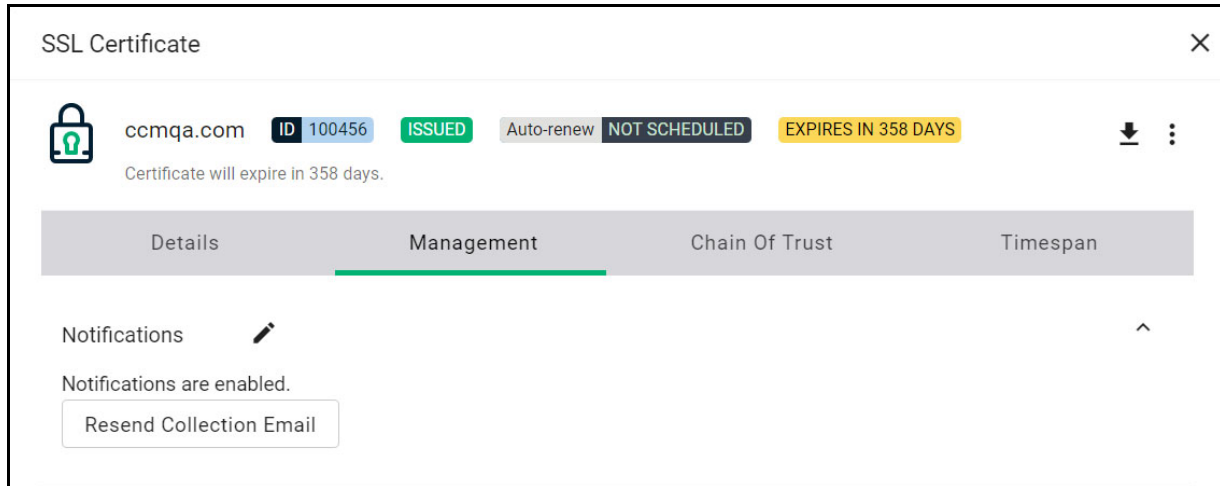 SSL Certificate
ccmqa.com ID 100456 ISSUED Auto-renew NOT SCHEDULED EXPIRES IN 358 DAYS
Certificate will expire in 358 days.
Details Management Chain Of Trust Timespan
Notifications
Notifications are enabled.
Resend Collection Email